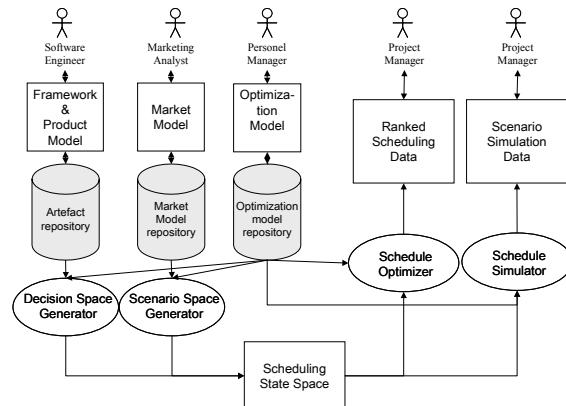 Software
Engineer
Marketing
Analyst
Personel
Manager
Project
Manager
Project
Manager
Framework
&
Product
Model
Market
Model
Optimiza-
tion
Model
Ranked
Scheduling
Data
Scenario
Simulation
Data
Artefact
repository
Market
Model
repository
Optimization
model
repository
Schedule
Optimizer
Schedule
Simulator
Decision Space
Generator
Scenario Space
Generator
Scheduling
State Space